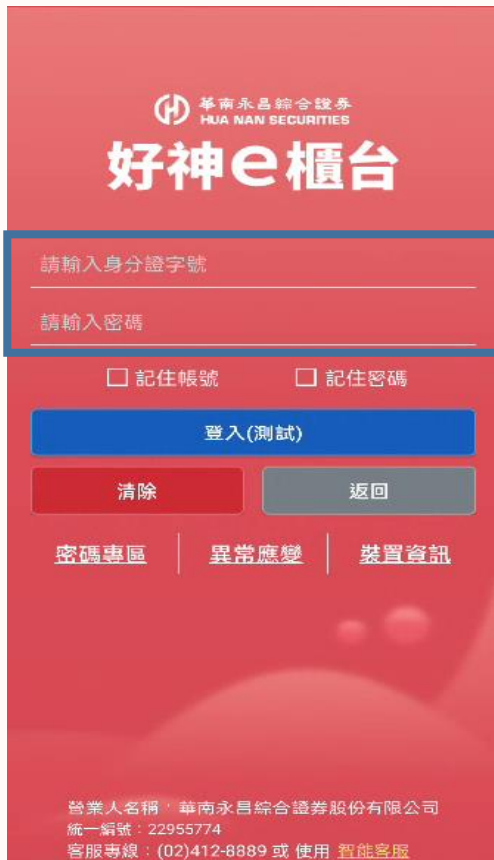 華南永昌綜合證券
HUA NAN SECURITIES
好神e櫃台
請輸入身分證字號
請輸入密碼
記住帳號 記住密碼
登入(測試)
清除 返回
密碼專區 異常應變 裝置資訊
營業人名稱：華南永昌綜合證券股份有限公司
統一編號：22955774
客服專線：(02)412-8889 或 使用 智能客服